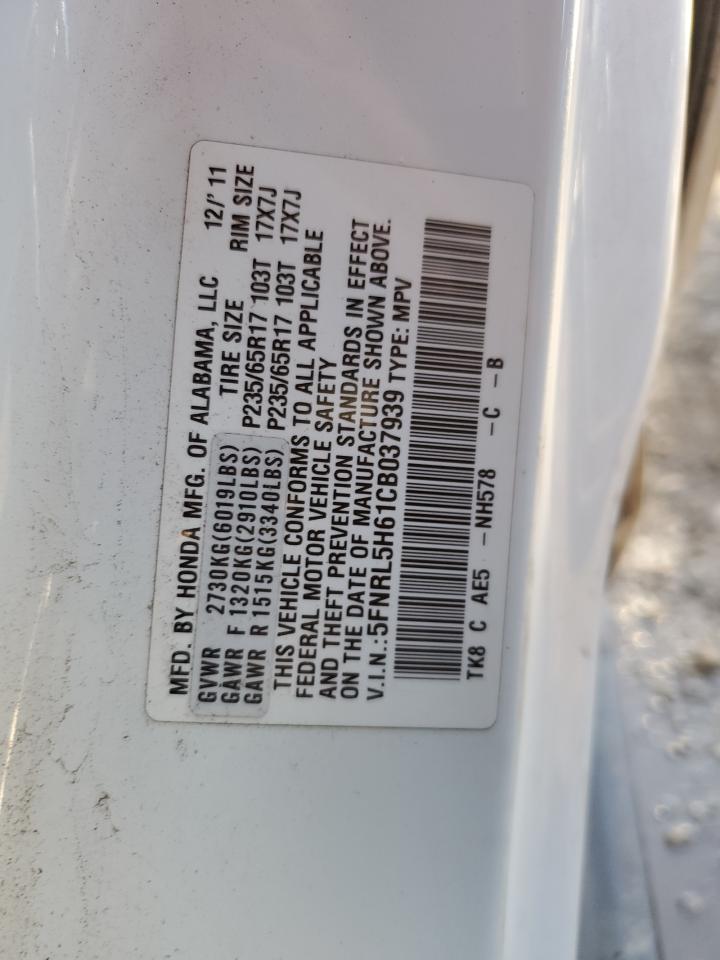 MFD. BY HONDA MFG. OF ALABAMA, LLC 12/'11
GVWR 2730KG(6019LBS) TIRE SIZE RIM SIZE
GAWR F 1320KG(2910LBS) P235/65R17 103T 17X7J
GAWR R 1515KG(3340LBS) P235/65R17 103T 17X7J
THIS VEHICLE CONFORMS TO ALL APPLICABLE
FEDERAL MOTOR VEHICLE SAFETY
AND THEFT PREVENTION STANDARDS IN EFFECT
ON THE DATE OF MANUFACTURE SHOWN ABOVE.
V.I.N.:5FNRL5H61CB037939 TYPE: MPV
TK8 C AE5 -NH578 -C -B